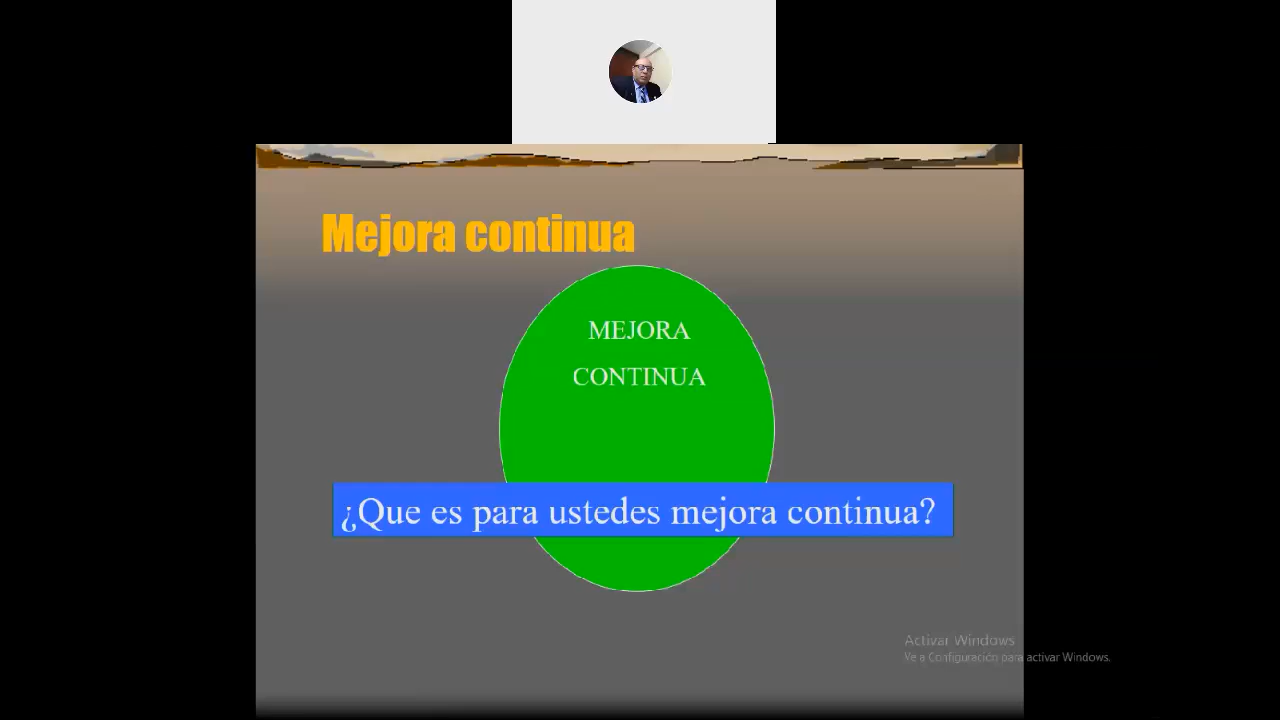 Mejora continua
MEJORA
CONTINUA
¿Que es para ustedes mejora continua?
Activar Windows
Ve a Configuración para activar Windows.